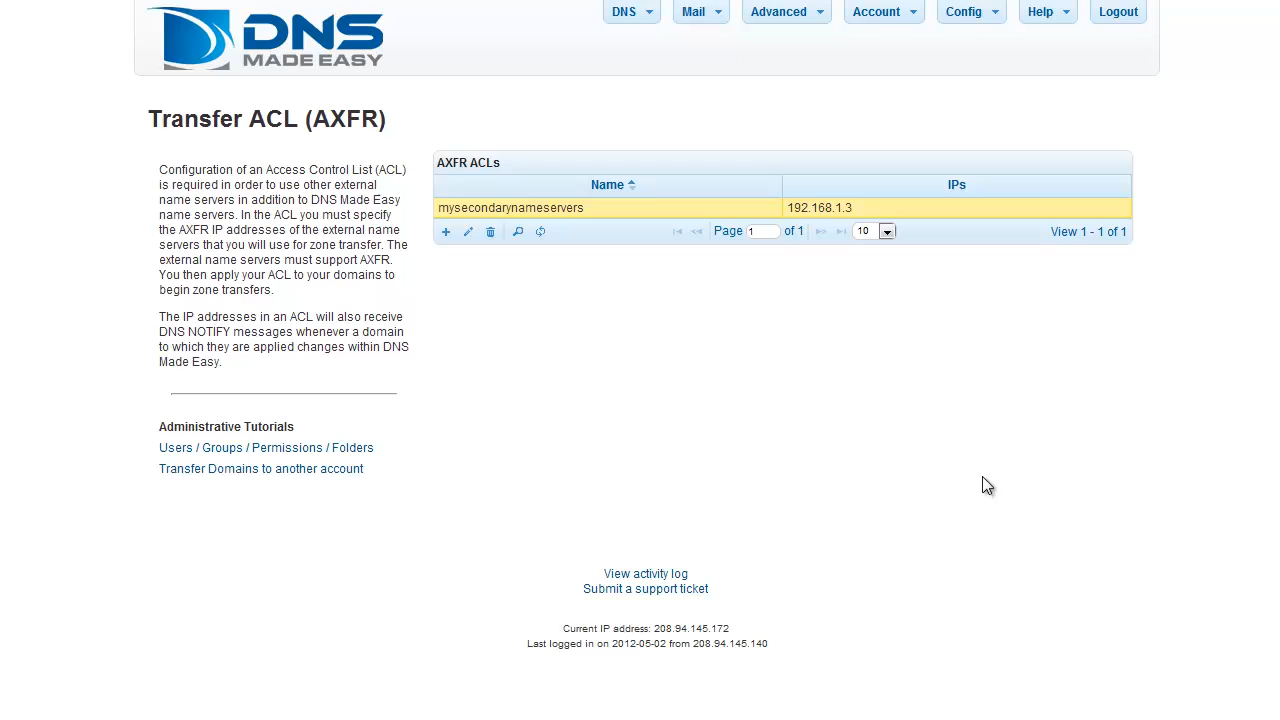 DNS
MADE EASY
DNS Mail Advanced Account Config Help Logout
Transfer ACL (AXFR)
Configuration of an Access Control List (ACL)
is required in order to use other external
name servers in addition to DNS Made Easy
name servers. In the ACL you must specify
the AXFR IP addresses of the external name
servers that you will use for zone transfer. The
external name servers must support AXFR.
You then apply your ACL to your domains to
begin zone transfers.
The IP addresses in an ACL will also receive
DNS NOTIFY messages whenever a domain
to which they are applied changes within DNS
Made Easy.
Administrative Tutorials
Users / Groups / Permissions / Folders
Transfer Domains to another account
AXFR ACLs
Name IPs
mysecondarynameservers 192.168.1.3
Page 1 of 1 10 View 1 - 1 of 1
View activity log
Submit a support ticket
Current IP address: 208.94.145.172
Last logged in on 2012-05-02 from 208.94.145.140